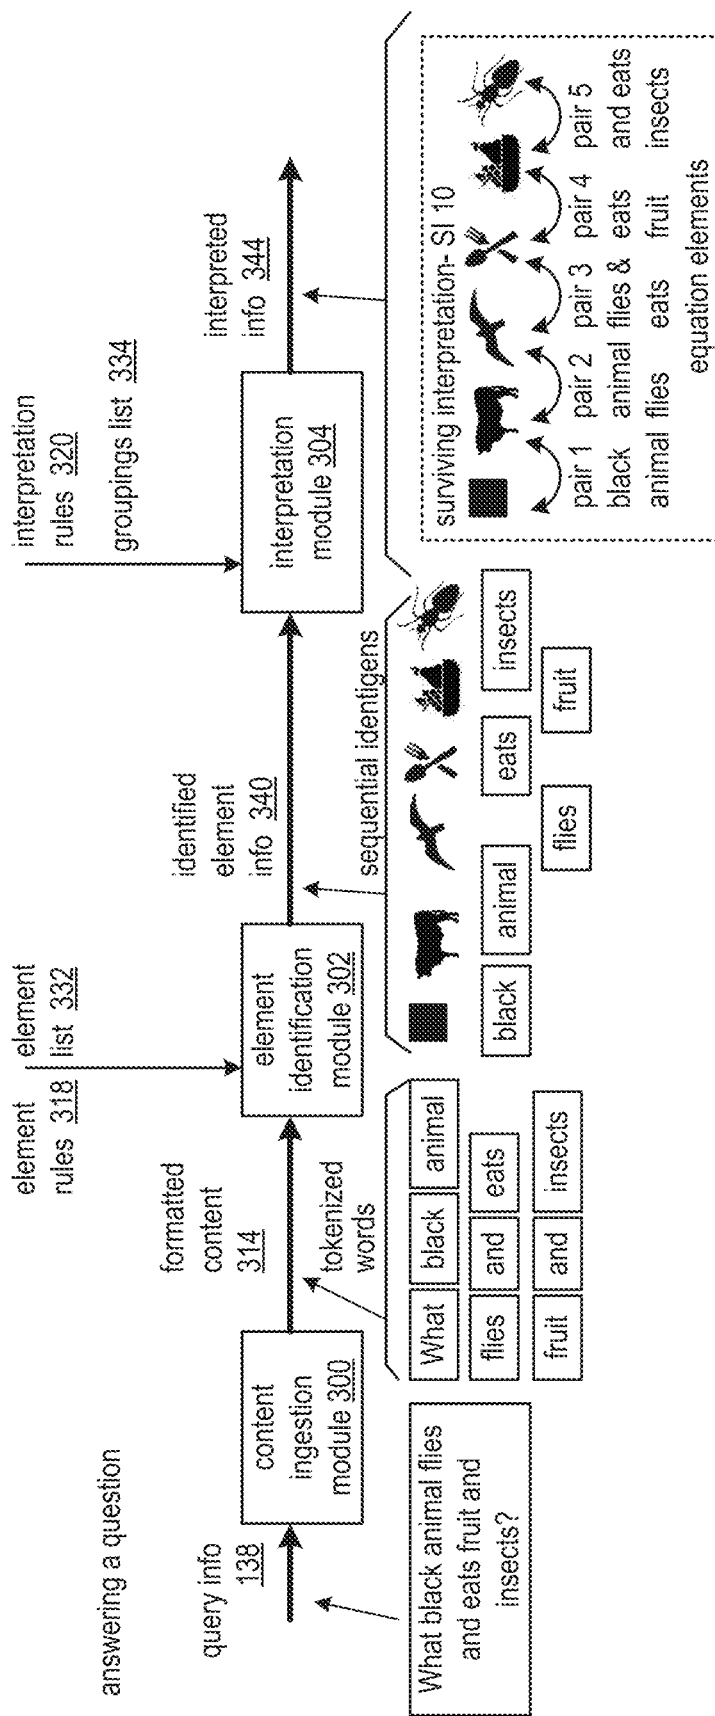 answering a question
query info
138
content
ingestion
module 300
formatted
content
314
element
rules 318
element
list 332
element
identification
module 302
identified
element
info 340
interpretation
rules 320
groupings list 334
interpretation
module 304
interpreted
info 344
What black animal flies
and eats fruit and
insects?
tokenized
words
What black animal
flies and eats
fruit and insects
sequential identigens
black animal eats insects
flies fruit
surviving interpretation- SI 10
pair 1 pair 2 pair 3 pair 4 pair 5
black animal flies & eats and eats
animal flies eats fruit insects
equation elements